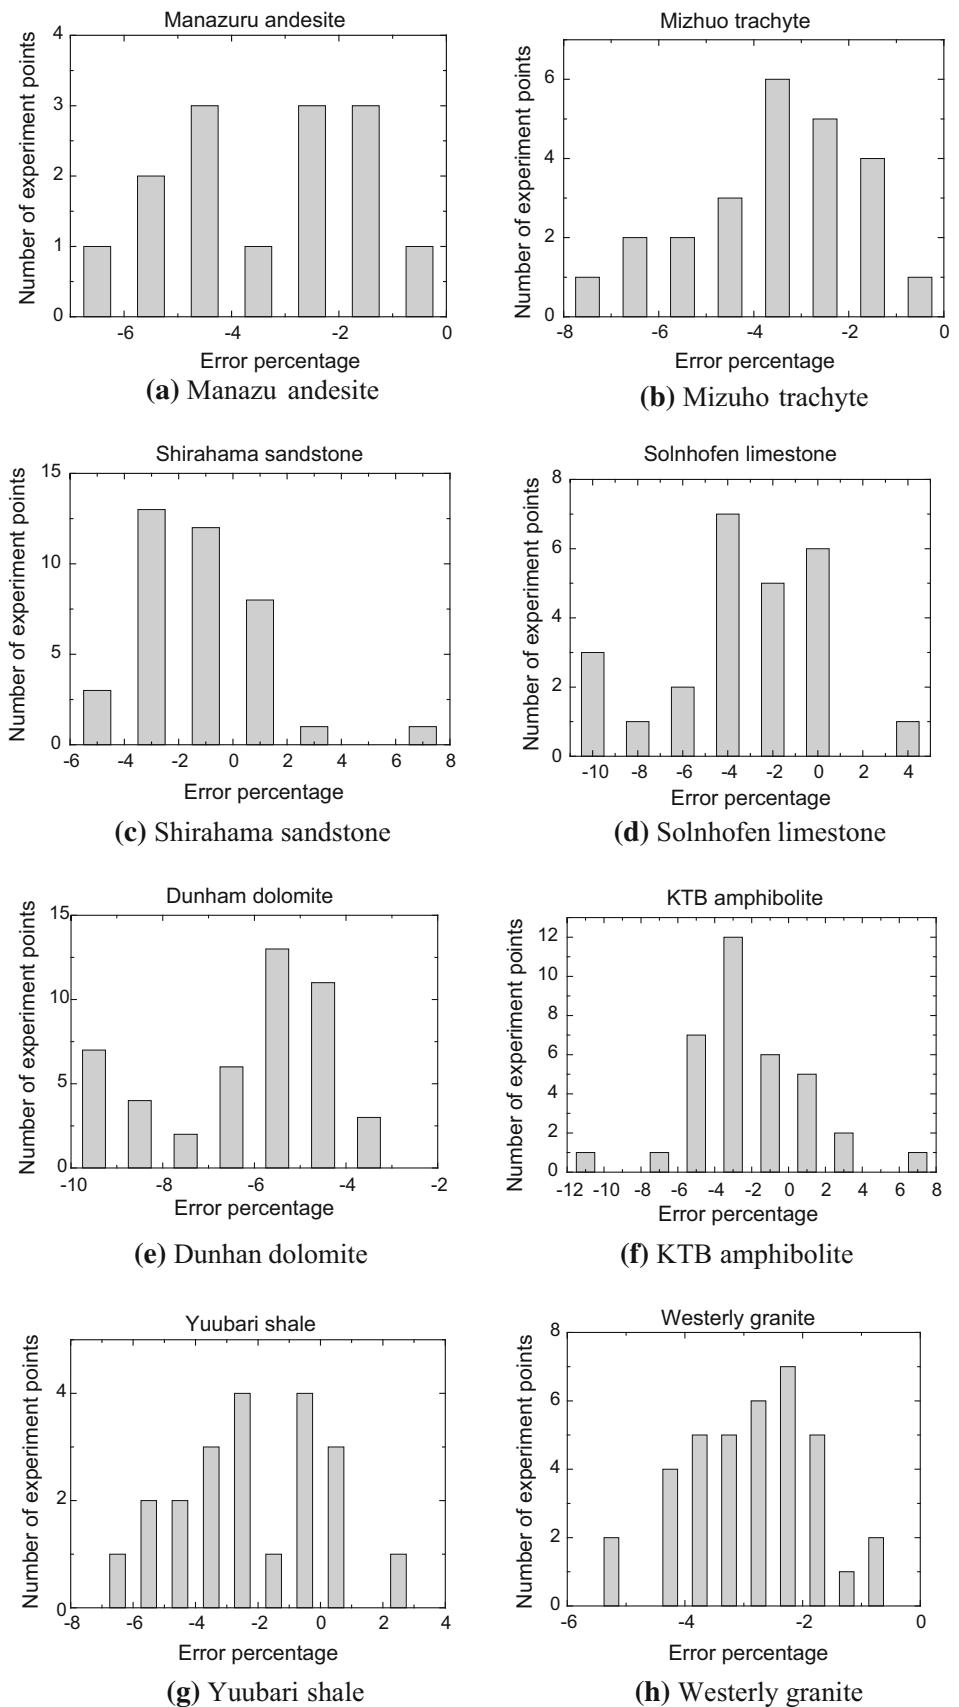 Manazuru andesite
Number of experiment points
4
3
2
1
0
-6 -4 -2 0
Error percentage
(a) Manazu andesite
Mizhuo trachyte
Number of experiment points
6
4
2
0
-8 -6 -4 -2 0
Error percentage
(b) Mizuho trachyte
Shirahama sandstone
Number of experiment points
15
10
5
0
-6 -4 -2 0 2 4 6 8
Error percentage
(c) Shirahama sandstone
Solnhofen limestone
Number of experiment points
8
6
4
2
0
-10 -8 -6 -4 -2 0 2 4
Error percentage
(d) Solnhofen limestone
Dunham dolomite
Number of experiment points
15
10
5
0
-10 -8 -6 -4 -2
Error percentage
(e) Dunhan dolomite
KTB amphibolite
Number of experiment points
12
10
8
6
4
2
0
-12 -10 -8 -6 -4 -2 0 2 4 6 8
Error percentage
(f) KTB amphibolite
Yuubari shale
Number of experiment points
4
2
0
-8 -6 -4 -2 0 2 4
Error percentage
(g) Yuubari shale
Westerly granite
Number of experiment points
8
6
4
2
0
-6 -4 -2 0
Error percentage
(h) Westerly granite